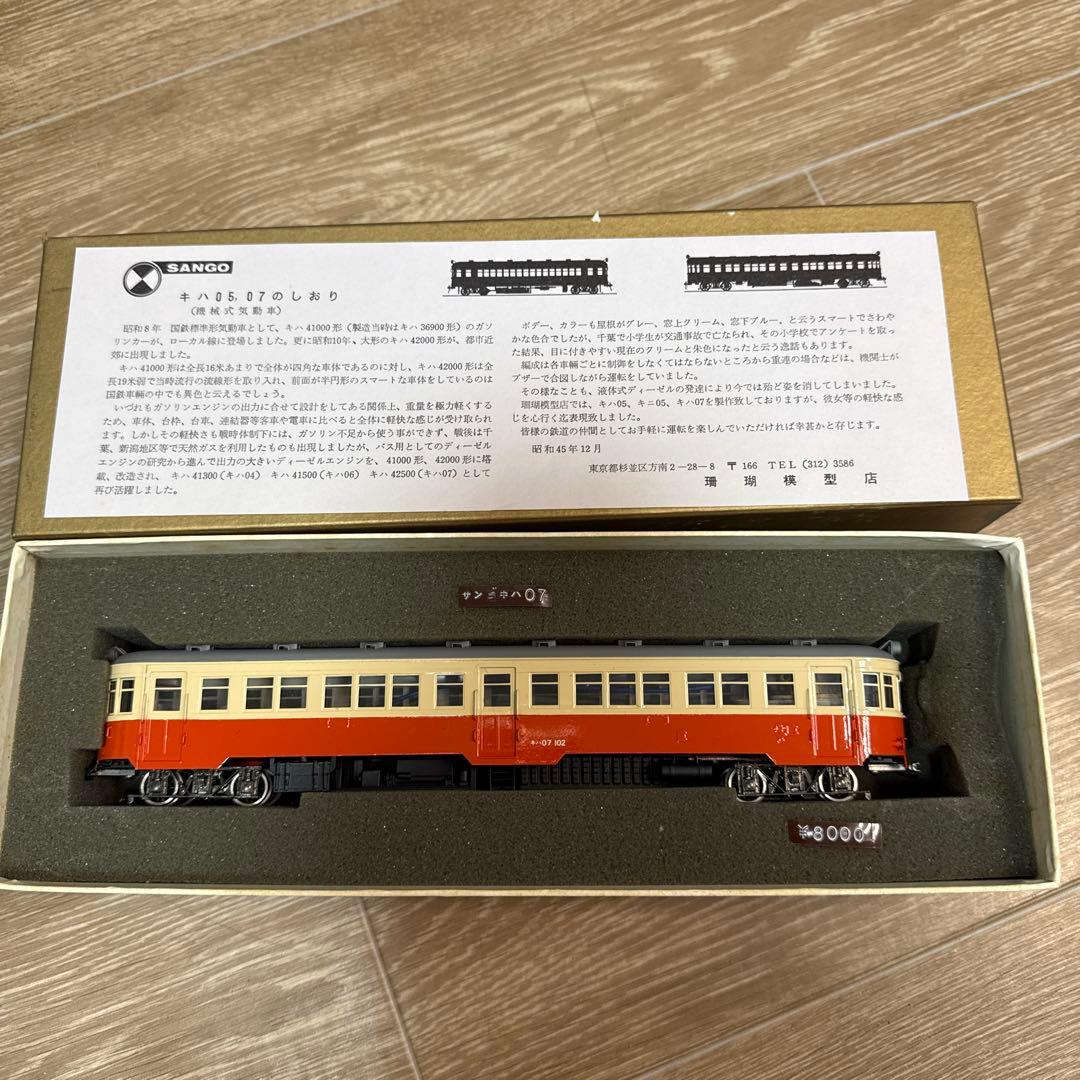 SANGO
キハ05,07のしおり
(機械式気動車)
昭和8年 国鉄標準形気動車として、キハ41000形(製造当時はキハ36900形)のガソ
リンカーが、ローカル線に登場しました。更に昭和10年、大形のキハ42000形が、都市近
郊に出現しました。
キハ41000形は全長16米あまりで全体が四角な車体であるのに対し、キハ42000形は全
長19米弱で当時流行の流線形を取り入れ、前面が半円形のスマートな車体をしているのは
国鉄車輛の中でも異色と云えるでしょう。
いづれもガソリンエンジンの出力に合せて設計をしてある関係上、重量を極力軽くする
ため、車体、台枠、台車、連結器等客車や電車に比べると全体に軽快な感じが受け取られ
ます。しかしその軽快さも戦時体制下には、ガソリン不足から使う事ができず、戦後は千
葉、新潟地区等で天然ガスを利用したものも出現しましたが、バス用としてのディーゼル
エンジンの研究から進んで出力の大きいディーゼルエンジンを、41000形、42000形に塔
載、改造され、 キハ41300(キハ04) キハ41500(キハ06) キハ42500(キハ07)として
再び活躍しました。
ボデー、カラーも屋根がグレー、窓上クリーム、窓下ブルー、と云うスマートでさわや
かな色合でしたが、千葉で小学生が交通事故で亡なられ、その小学校でアンケートを取っ
た結果、目に付きやすい現在のクリームと朱色になったと云う逸話もあります。
編成は各車輛ごとに制御をしなくてはならないところから重連の場合などは、機関士が
ブザーで合図しながら運転をしていました。
その様なことも、液体式ディーゼルの発達により今では殆ど姿を消してしまいました。
珊瑚模型店では、キハ05、キニ05、キハ07を製作致しておりますが、彼女等の軽快な感
じを心行く迄表現致しました。
皆様の鉄道の仲間としてお手軽に運転を楽しんでいただければ幸甚かと存じます。
昭和45年12月
東京都杉並区方南2-28-8 〒166 TEL(312)3586
珊瑚模型店
サンゴキハ07
キハ07 102
¥8000